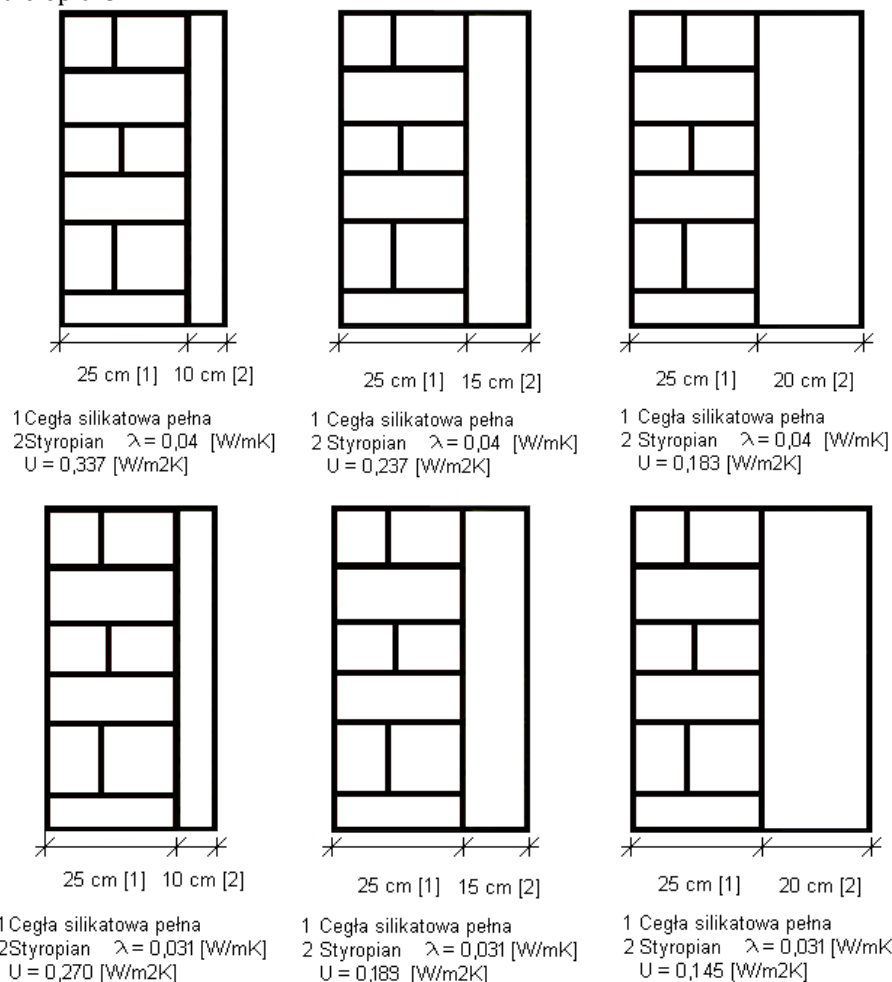 25 cm [1] 10 cm [2]
1 Cegła silikatowa pełna
2 Styropian λ = 0,04 [W/mK]
U = 0,337 [W/m2K]
25 cm [1] 15 cm [2]
1 Cegła silikatowa pełna
2 Styropian λ = 0,04 [W/mK]
U = 0,237 [W/m2K]
25 cm [1] 20 cm [2]
1 Cegła silikatowa pełna
2 Styropian λ = 0,04 [W/mK]
U = 0,183 [W/m2K]
25 cm [1] 10 cm [2]
1 Cegła silikatowa pełna
2Styropian λ = 0,031 [W/mK]
U = 0,270 [W/m2K]
25 cm [1] 15 cm [2]
1 Cegła silikatowa pełna
2 Styropian λ = 0,031 [W/mK]
U = 0,189 [W/m2K]
25 cm [1] 20 cm [2]
1 Cegła silikatowa pełna
2 Styropian λ = 0,031 [W/mK
U = 0,145 [W/m2K]